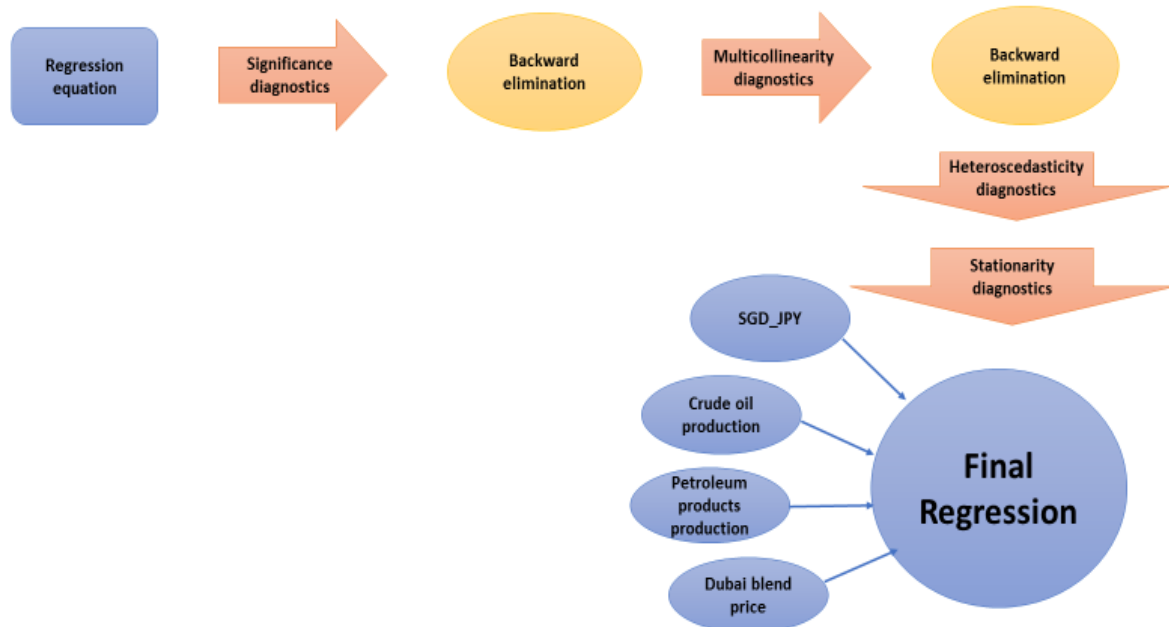 Regression
equation
Significance
diagnostics
Backward
elimination
Multicollinearity
diagnostics
Backward
elimination
Heteroscedasticity
diagnostics
Stationarity
diagnostics
SGD_JPY
Crude oil
production
Petroleum
products
production
Dubai blend
price
Final
Regression